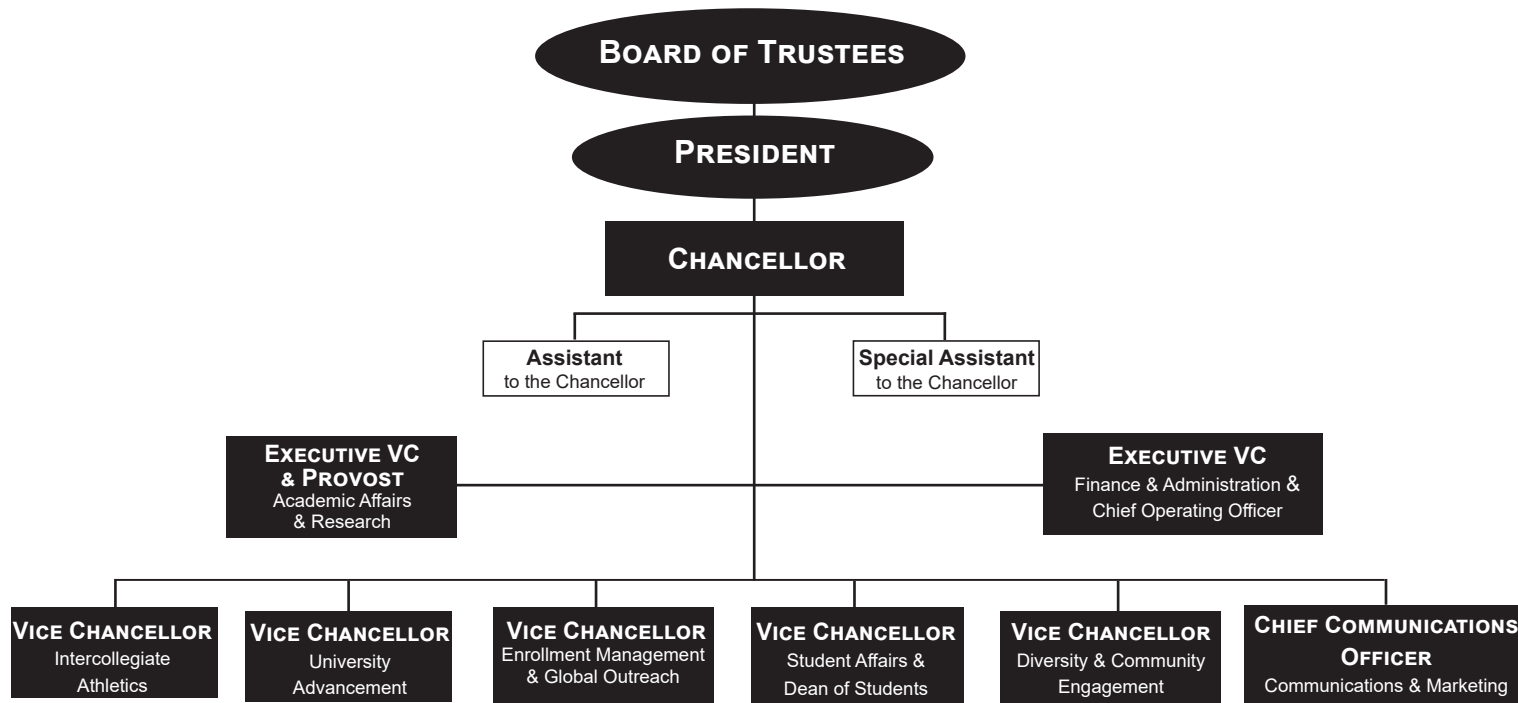 BOARD OF TRUSTEES
PRESIDENT
CHANCELLOR
Assistant
to the Chancellor
Special Assistant
to the Chancellor
EXECUTIVE VC
& PROVOST
Academic Affairs
& Research
EXECUTIVE VC
Finance & Administration &
Chief Operating Officer
VICE CHANCELLOR
Intercollegiate
Athletics
VICE CHANCELLOR
University
Advancement
VICE CHANCELLOR
Enrollment Management
& Global Outreach
VICE CHANCELLOR
Student Affairs &
Dean of Students
VICE CHANCELLOR
Diversity & Community
Engagement
CHIEF COMMUNICATIONS
OFFICER
Communications & Marketing